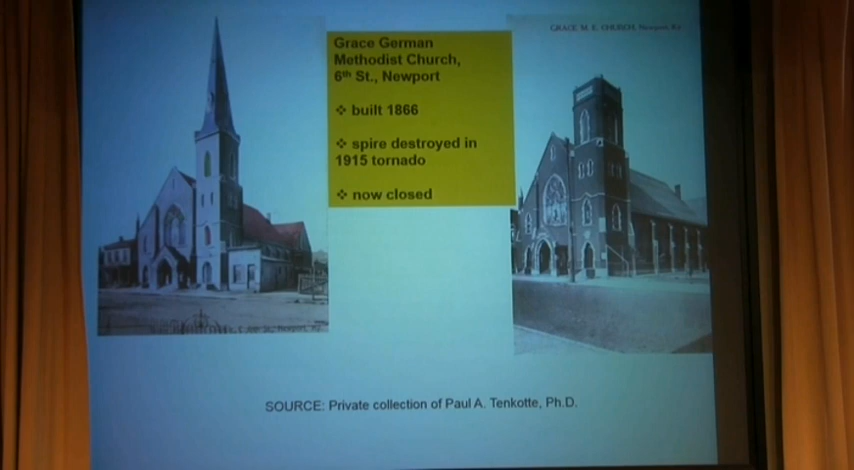 GRACE M. E. CHURCH, Newport, Ky.
Grace German
Methodist Church,
6th St., Newport
❖ built 1866
❖ spire destroyed in
1915 tornado
❖ now closed
SOURCE: Private collection of Paul A. Tenkotte, Ph.D.